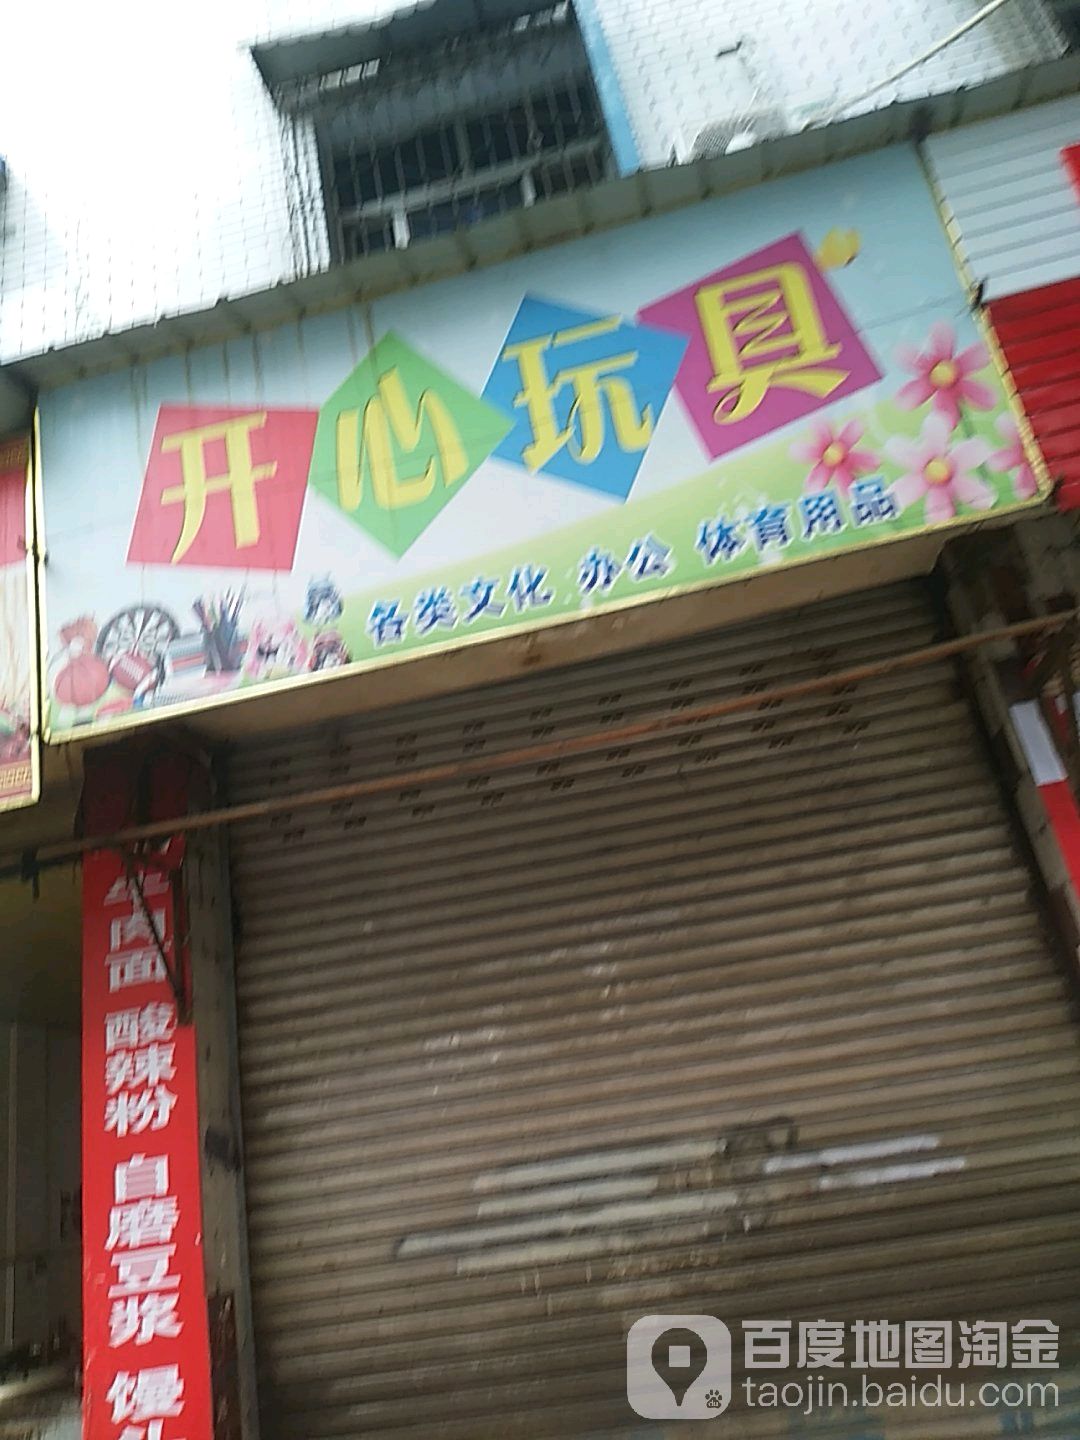 开心玩具
各类文化 办公 体育用品
肉面 酸辣粉 自磨豆浆 馒
百度地图淘金
taojin.baidu.com